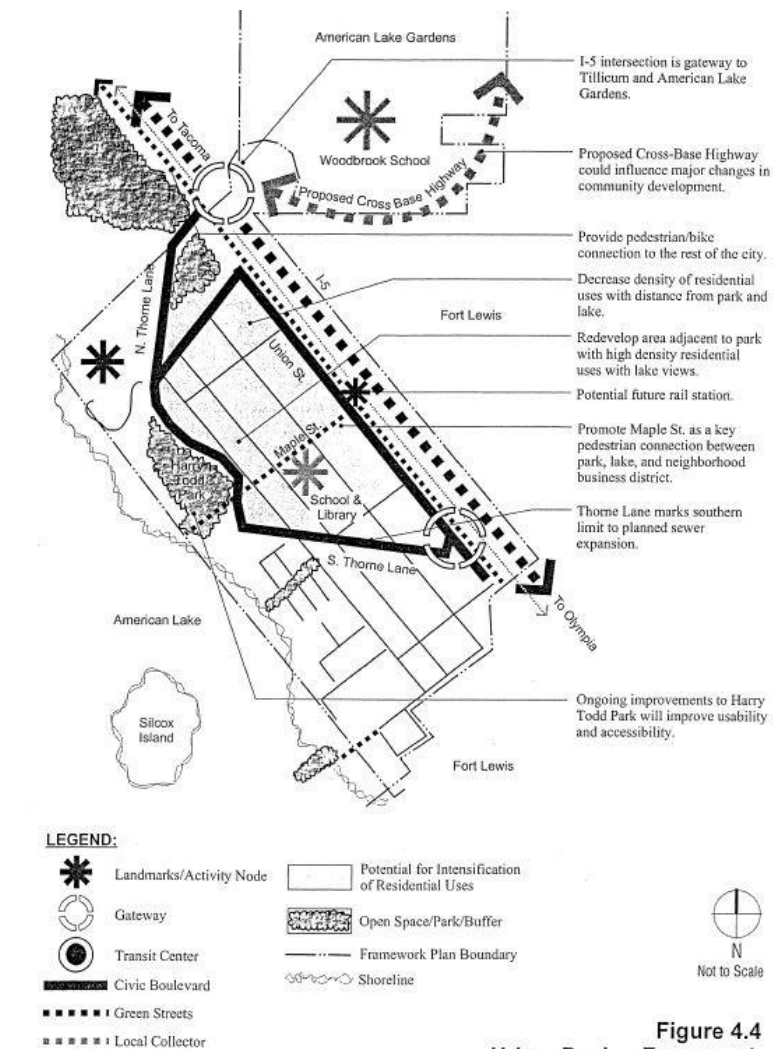 American Lake Gardens
I-5 intersection is gateway to
Tillicum and American Lake
Gardens.
To Tacoma
Woodbrook School
Proposed Cross Base Highway
Proposed Cross-Base Highway
could influence major changes in
community development.
Provide pedestrian/bike
connection to the rest of the city.
N. Thorne Lane
I-5
Decrease density of residential
uses with distance from park and
lake.
Fort Lewis
Union St.
Redevelop area adjacent to park
with high density residential
uses with lake views.
Potential future rail station.
Maple St.
Promote Maple St. as a key
pedestrian connection between
park, lake, and neighborhood
business district.
Harry
Todd
Park
School &
Library
Thorne Lane marks southern
limit to planned sewer
expansion.
S. Thorne Lane
To Olympia
American Lake
Silcox
Island
Ongoing improvements to Harry
Todd Park will improve usability
and accessibility.
Fort Lewis
LEGEND:
Landmarks/Activity Node
Gateway
Transit Center
Civic Boulevard
Green Streets
Local Collector
Potential for Intensification
of Residential Uses
Open Space/Park/Buffer
Framework Plan Boundary
Shoreline
N
Not to Scale
Figure 4.4